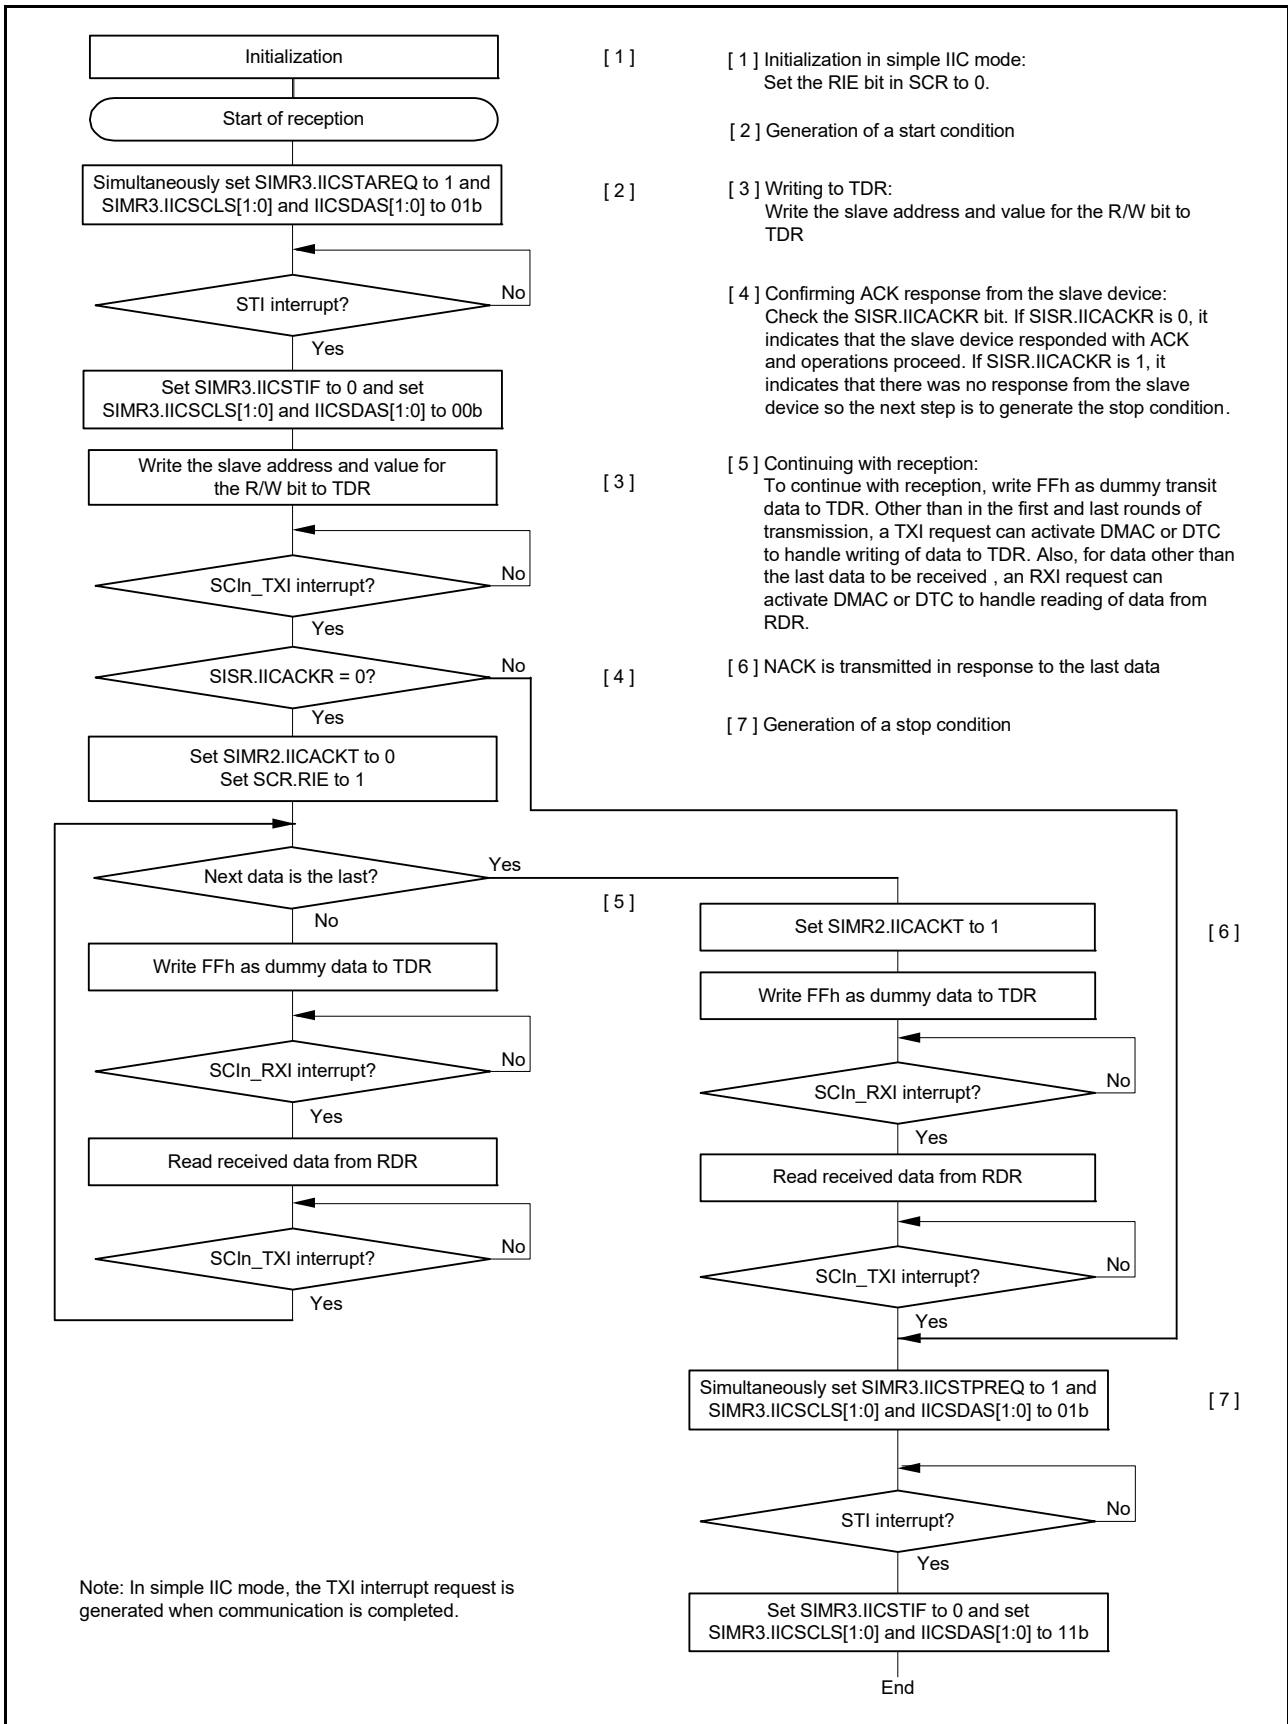 Initialization
[ 1 ]
Start of reception
Simultaneously set SIMR3.IICSTAREQ to 1 and
SIMR3.IICSCLS[1:0] and IICSDAS[1:0] to 01b
[ 2 ]
STI interrupt?
No
Yes
Set SIMR3.IICSTIF to 0 and set
SIMR3.IICSCLS[1:0] and IICSDAS[1:0] to 00b
Write the slave address and value for
the R/W bit to TDR
[ 3 ]
SCIn_TXI interrupt?
No
Yes
SISR.IICACKR = 0?
No
[ 4 ]
Yes
Set SIMR2.IICACKT to 0
Set SCR.RIE to 1
Next data is the last?
Yes
[ 5 ]
No
Write FFh as dummy data to TDR
SCIn_RXI interrupt?
No
Yes
Read received data from RDR
SCIn_TXI interrupt?
No
Yes
[ 1 ] Initialization in simple IIC mode:
Set the RIE bit in SCR to 0.
[ 2 ] Generation of a start condition
[ 3 ] Writing to TDR:
Write the slave address and value for the R/W bit to
TDR
[ 4 ] Confirming ACK response from the slave device:
Check the SISR.IICACKR bit. If SISR.IICACKR is 0, it
indicates that the slave device responded with ACK
and operations proceed. If SISR.IICACKR is 1, it
indicates that there was no response from the slave
device so the next step is to generate the stop condition.
[ 5 ] Continuing with reception:
To continue with reception, write FFh as dummy transit
data to TDR. Other than in the first and last rounds of
transmission, a TXI request can activate DMAC or DTC
to handle writing of data to TDR. Also, for data other than
the last data to be received , an RXI request can
activate DMAC or DTC to handle reading of data from
RDR.
[ 6 ] NACK is transmitted in response to the last data
[ 7 ] Generation of a stop condition
Set SIMR2.IICACKT to 1
[ 6 ]
Write FFh as dummy data to TDR
SCIn_RXI interrupt?
No
Yes
Read received data from RDR
SCIn_TXI interrupt?
No
Yes
Simultaneously set SIMR3.IICSTPREQ to 1 and
SIMR3.IICSCLS[1:0] and IICSDAS[1:0] to 01b
[ 7 ]
STI interrupt?
No
Yes
Set SIMR3.IICSTIF to 0 and set
SIMR3.IICSCLS[1:0] and IICSDAS[1:0] to 11b
End
Note: In simple IIC mode, the TXI interrupt request is
generated when communication is completed.